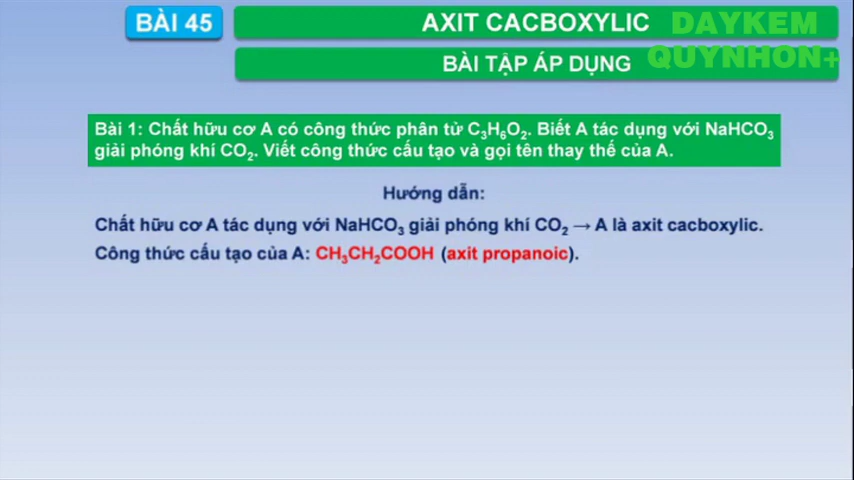 BÀI 45
AXIT CACBOXYLIC
DAYKEM
QUYNHON+
BÀI TẬP ÁP DỤNG
Bài 1: Chất hữu cơ A có công thức phân tử C₃H₆O₂. Biết A tác dụng với NaHCO₃
giải phóng khí CO₂. Viết công thức cấu tạo và gọi tên thay thế của A.
Hướng dẫn:
Chất hữu cơ A tác dụng với NaHCO₃ giải phóng khí CO₂ → A là axit cacboxylic.
Công thức cấu tạo của A: CH₃CH₂COOH (axit propanoic).